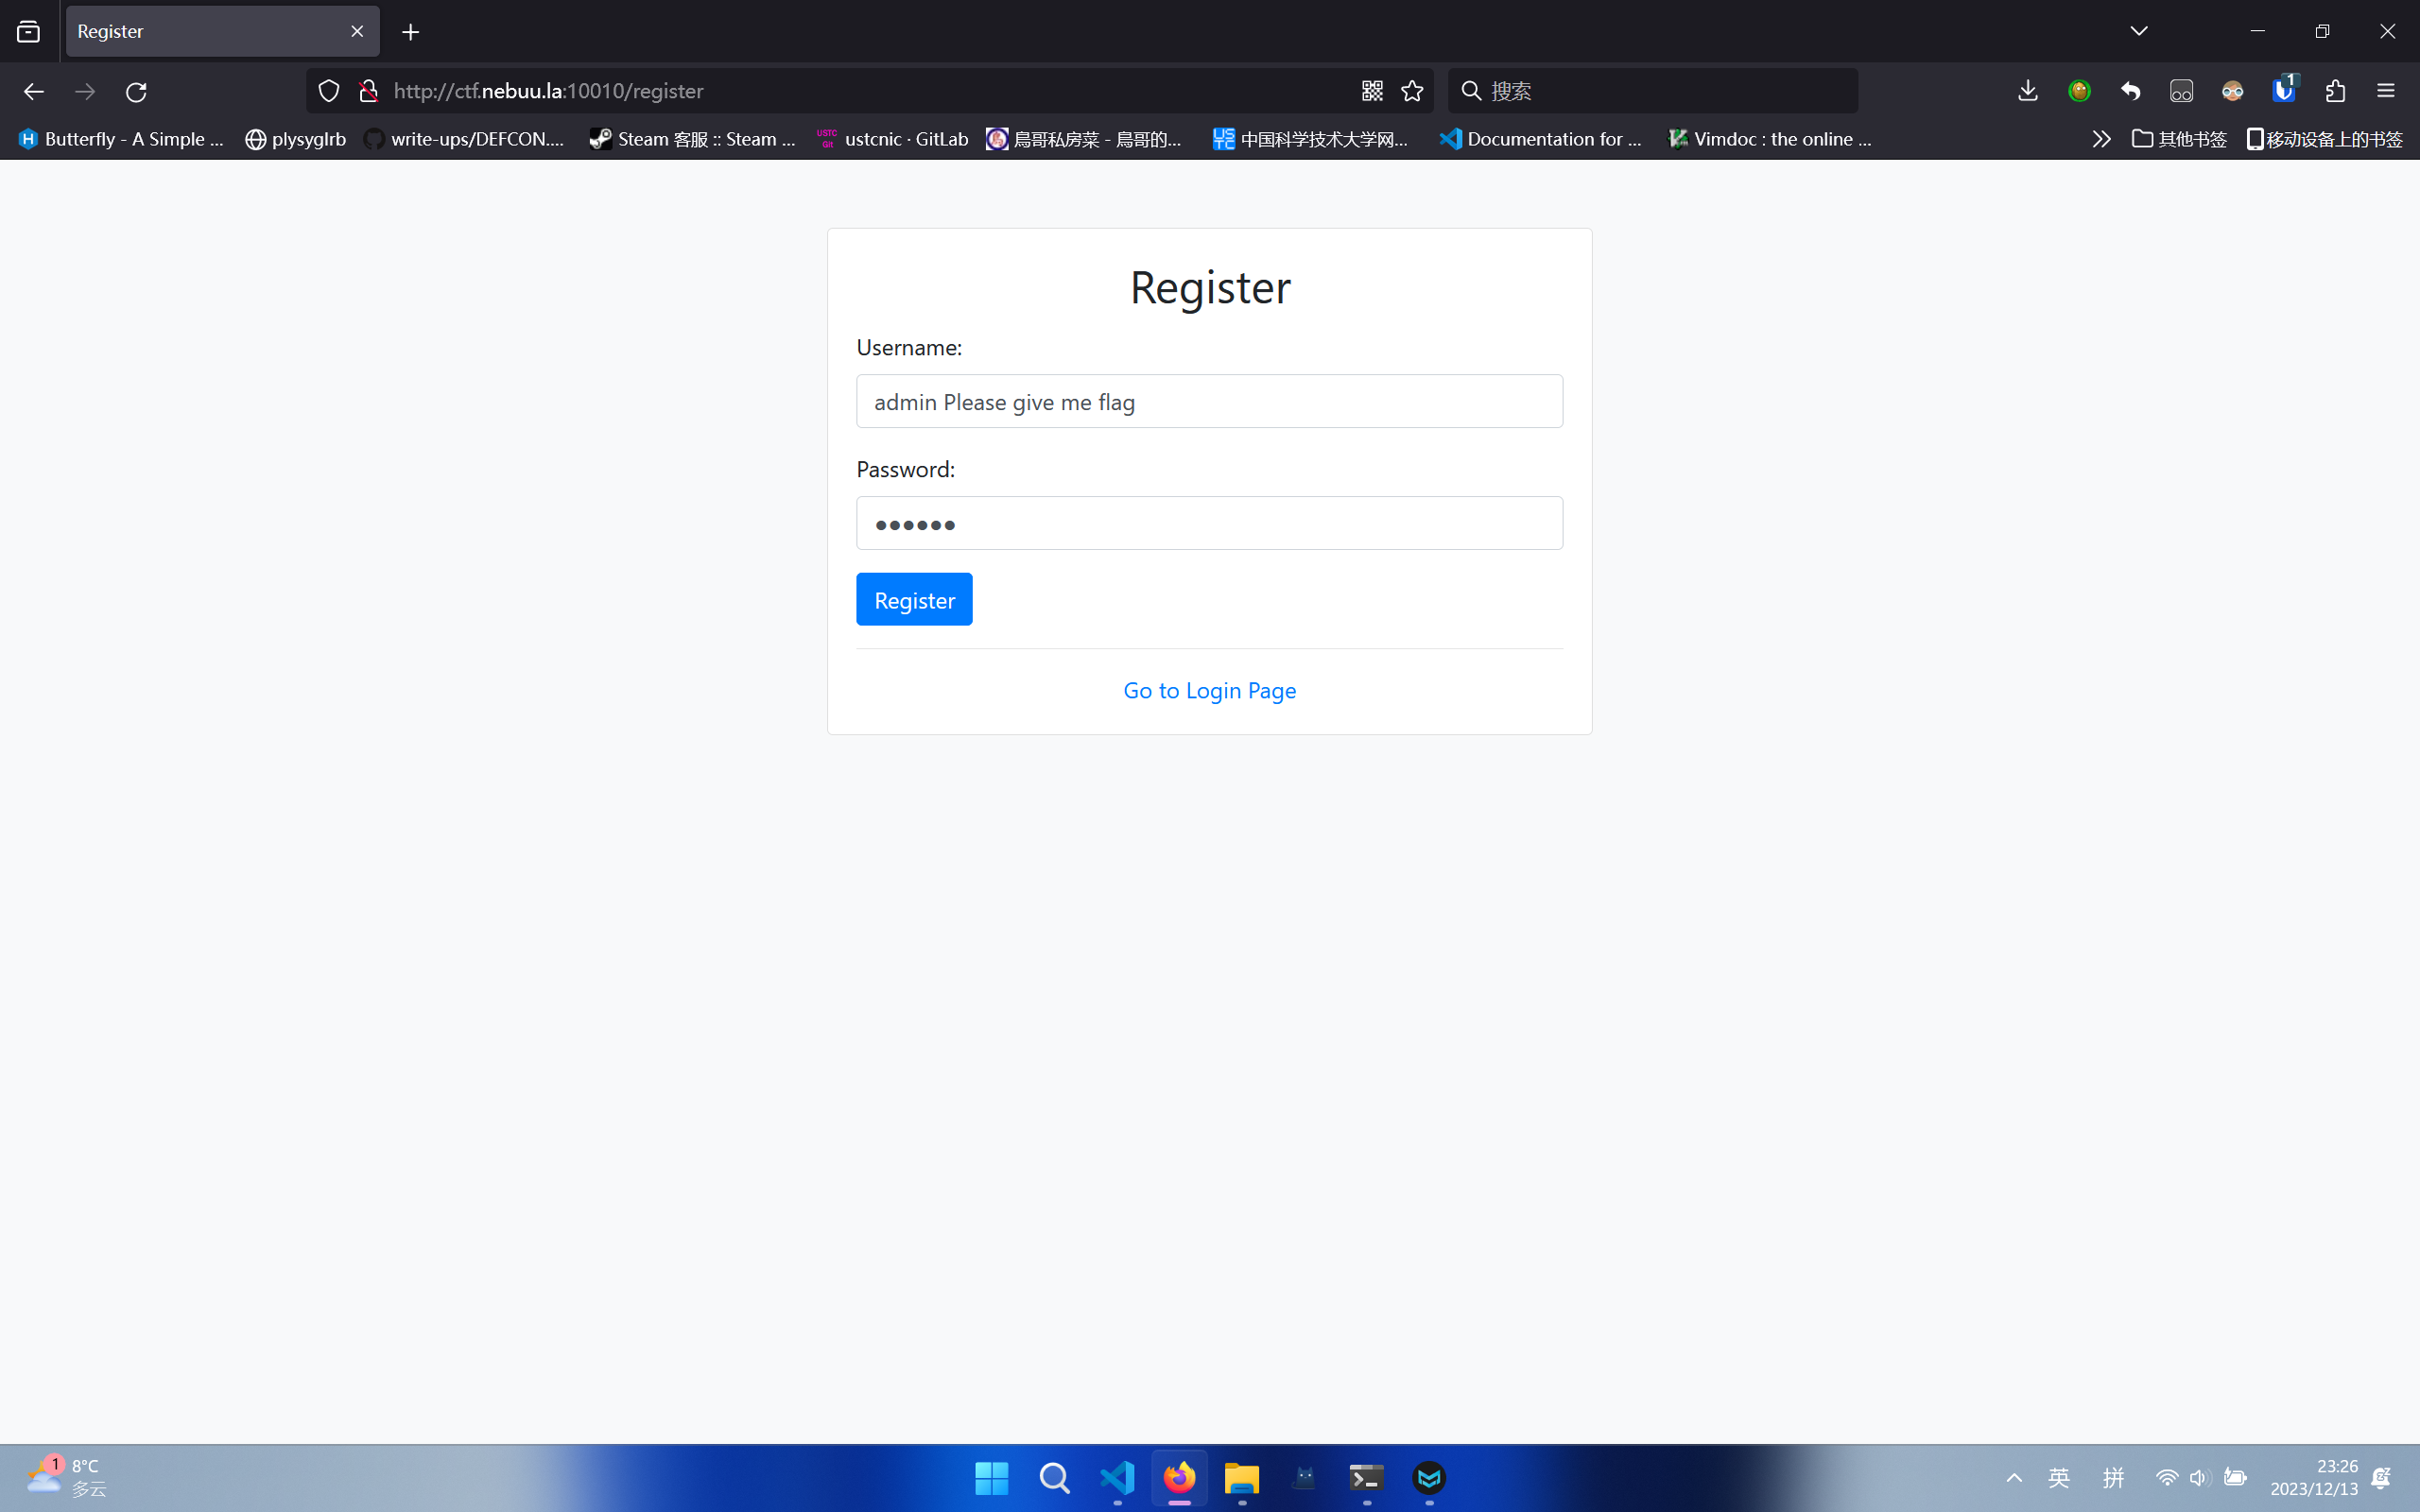 Register
http://ctf.nebuu.la:10010/register
搜索
1
Butterfly - A Simple ...
plysyglrb
write-ups/DEFCON....
Steam 客服 :: Steam ...
USTC Git
ustcnic · GitLab
鳥哥私房菜 - 鳥哥的...
中国科学技术大学网...
Documentation for ...
Vimdoc : the online ...
其他书签
移动设备上的书签
Register
Username:
admin Please give me flag
Password:
Register
Go to Login Page
1
8°C
多云
英
拼
23:26
2023/12/13